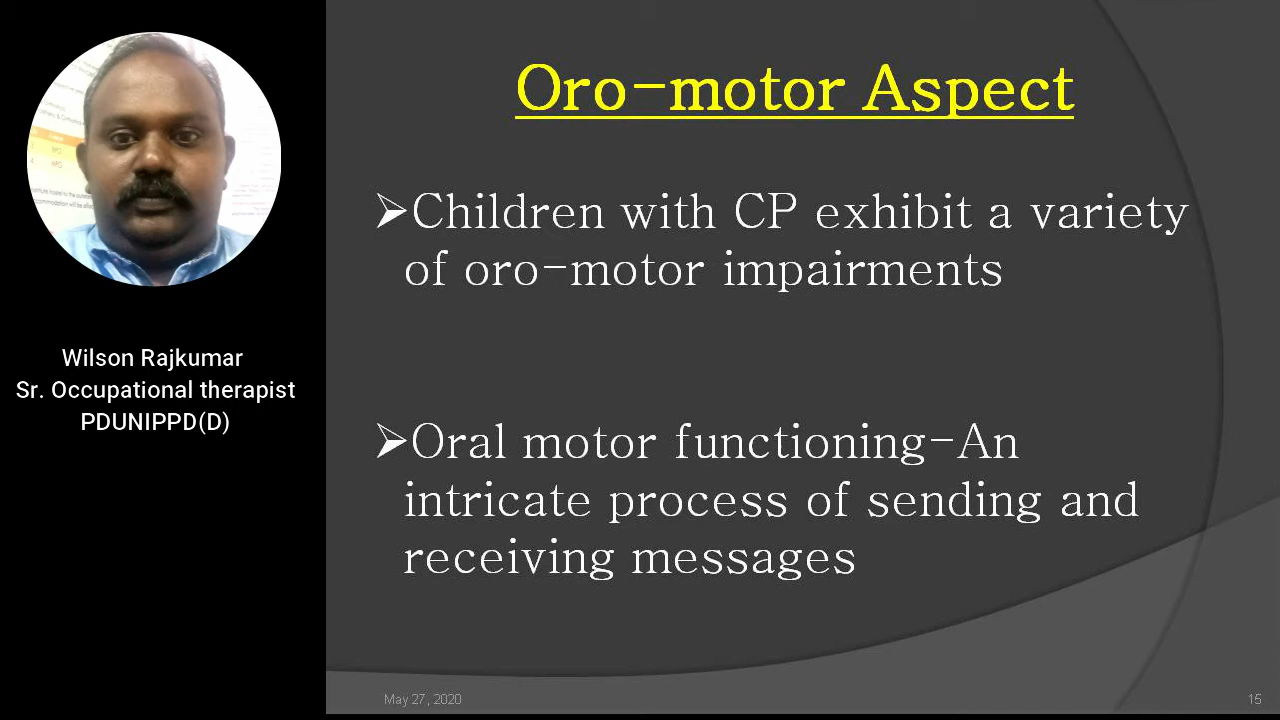 Oro-motor Aspect
➢Children with CP exhibit a variety
of oro-motor impairments
➢Oral motor functioning-An
intricate process of sending and
receiving messages
Wilson Rajkumar
Sr. Occupational therapist
PDUNIPPD(D)
May 27, 2020
15